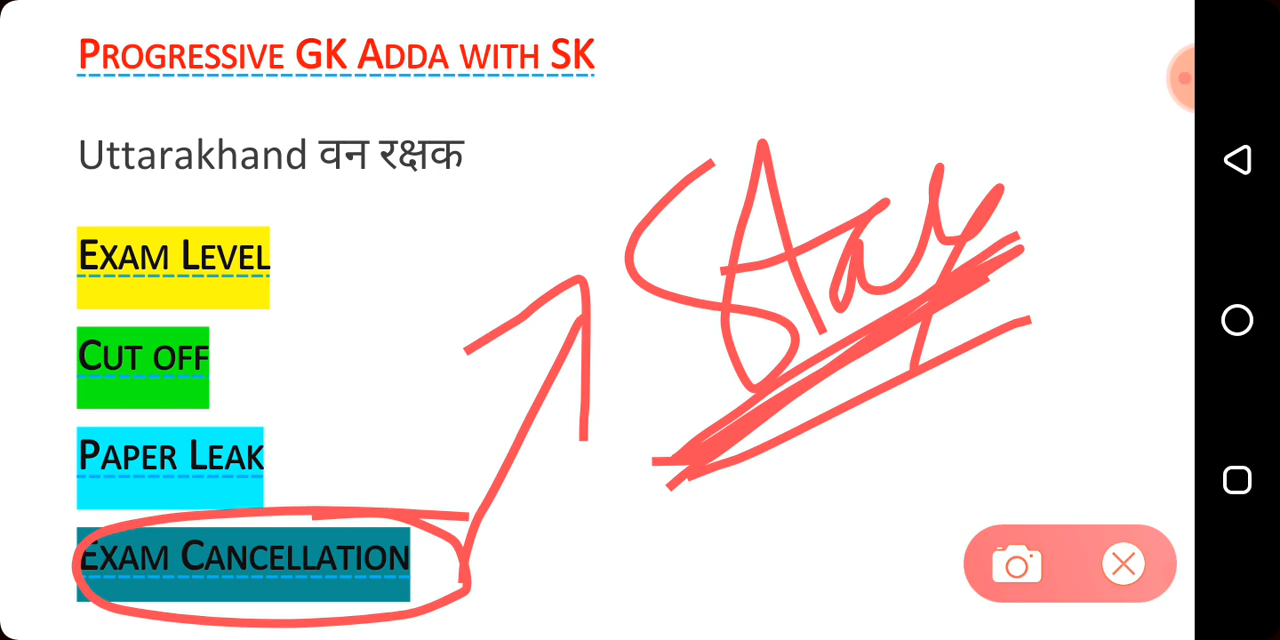 PROGRESSIVE GK ADDA WITH SK
Uttarakhand वन रक्षक
Stay
EXAM LEVEL
CUT OFF
PAPER LEAK
EXAM CANCELLATION